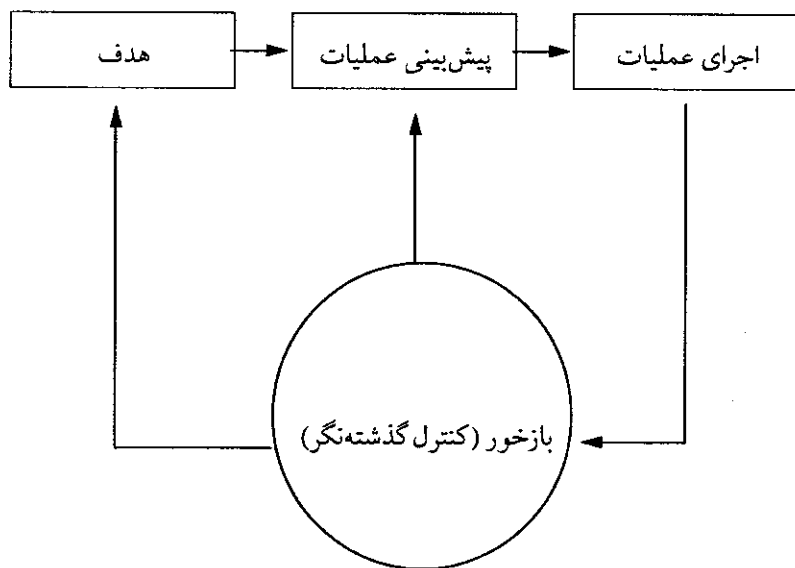 هدف
پیش‌بینی عملیات
اجرای عملیات
بازخور (کنترل گذشته‌نگر)